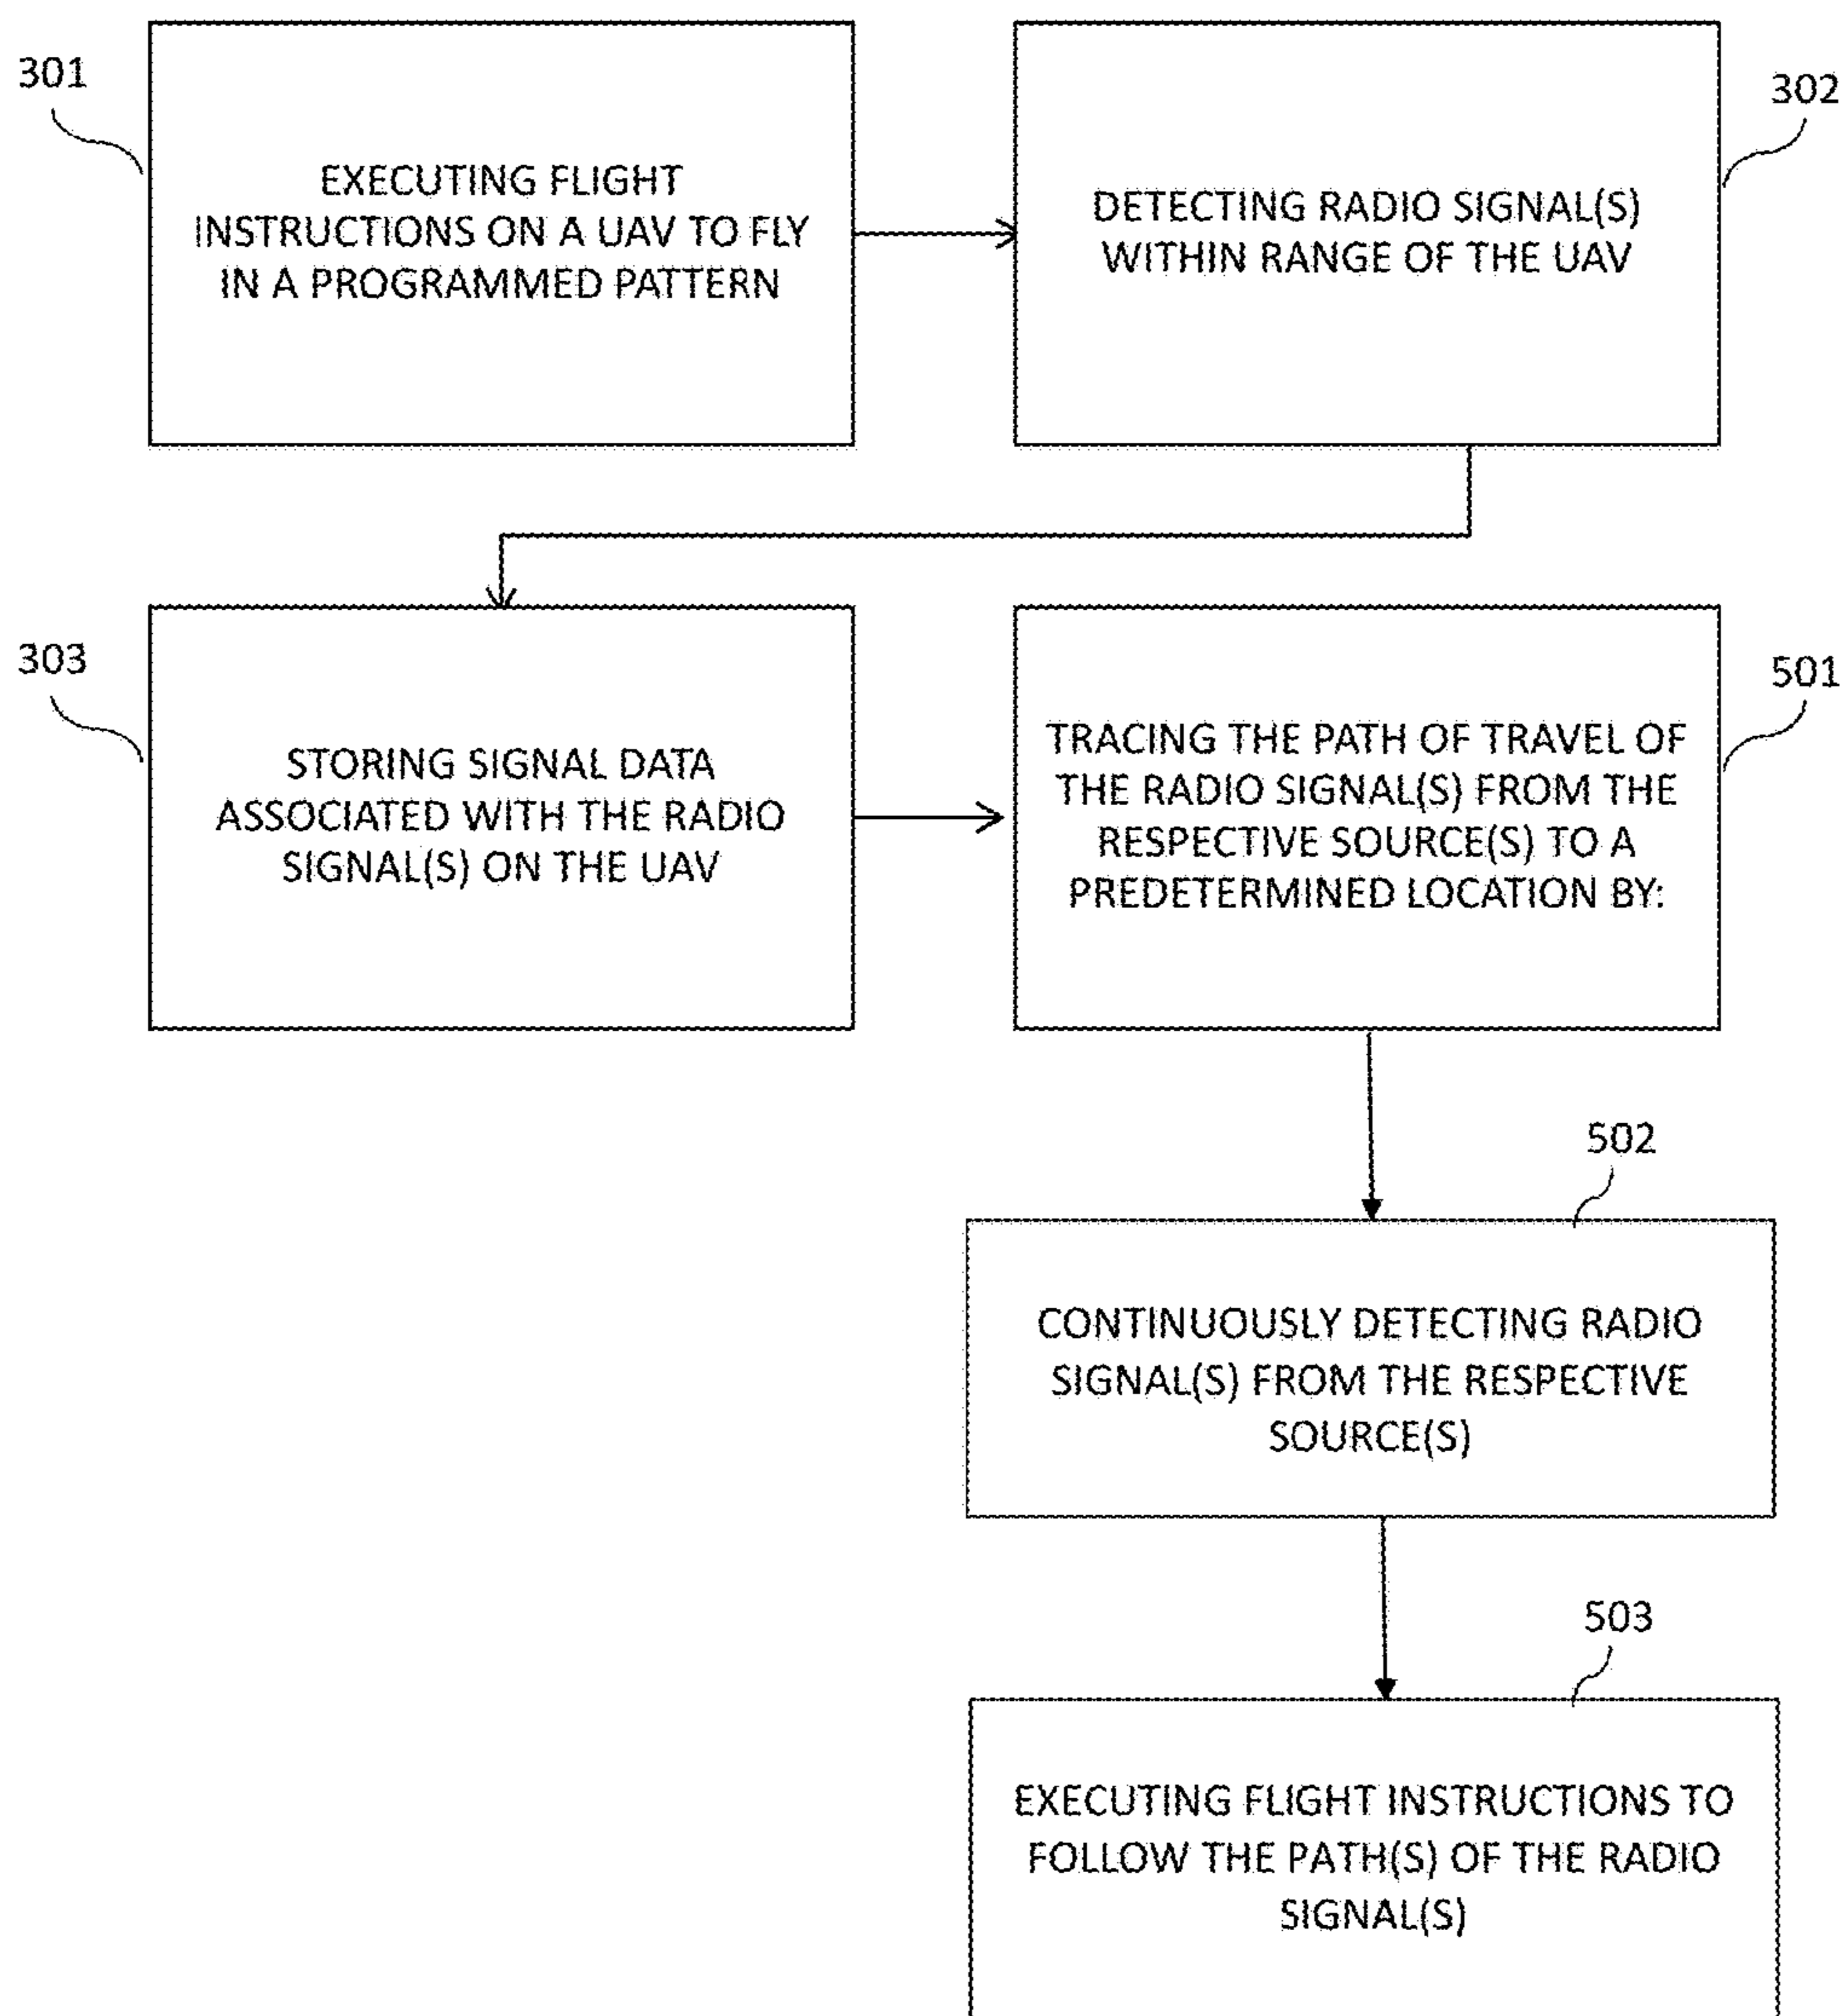 301
EXECUTING FLIGHT
INSTRUCTIONS ON A UAV TO FLY
IN A PROGRAMMED PATTERN
302
DETECTING RADIO SIGNAL(S)
WITHIN RANGE OF THE UAV
303
STORING SIGNAL DATA
ASSOCIATED WITH THE RADIO
SIGNAL(S) ON THE UAV
501
TRACING THE PATH OF TRAVEL OF
THE RADIO SIGNAL(S) FROM THE
RESPECTIVE SOURCE(S) TO A
PREDETERMINED LOCATION BY:
502
CONTINUOUSLY DETECTING RADIO
SIGNAL(S) FROM THE RESPECTIVE
SOURCE(S)
503
EXECUTING FLIGHT INSTRUCTIONS TO
FOLLOW THE PATH(S) OF THE RADIO
SIGNAL(S)